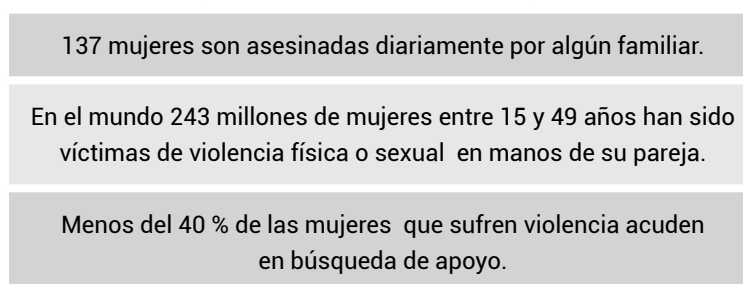 137 mujeres son asesinadas diariamente por algún familiar.
En el mundo 243 millones de mujeres entre 15 y 49 años han sido
víctimas de violencia física o sexual  en manos de su pareja.
Menos del 40 % de las mujeres  que sufren violencia acuden
en búsqueda de apoyo.